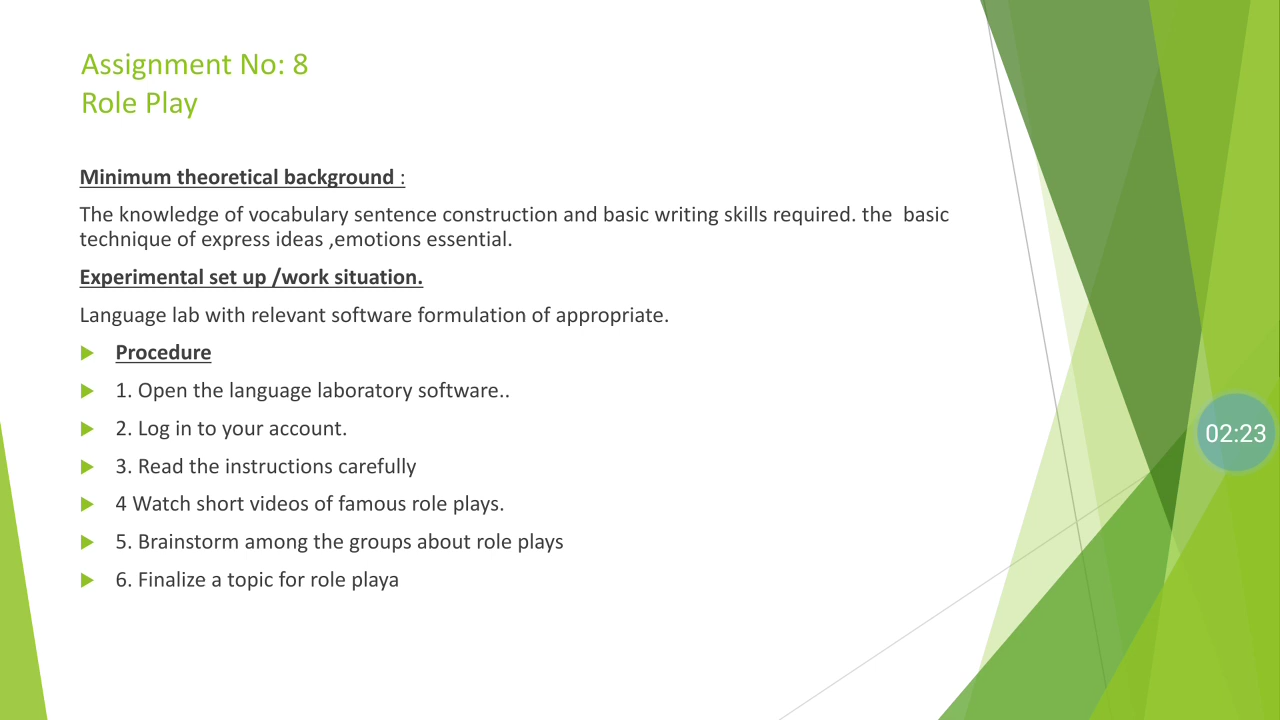 Assignment No: 8
Role Play
Minimum theoretical background :
The knowledge of vocabulary sentence construction and basic writing skills required. the  basic
technique of express ideas ,emotions essential.
Experimental set up /work situation.
Language lab with relevant software formulation of appropriate.
Procedure
1. Open the language laboratory software..
2. Log in to your account.
3. Read the instructions carefully
4 Watch short videos of famous role plays.
5. Brainstorm among the groups about role plays
6. Finalize a topic for role playa
02:23